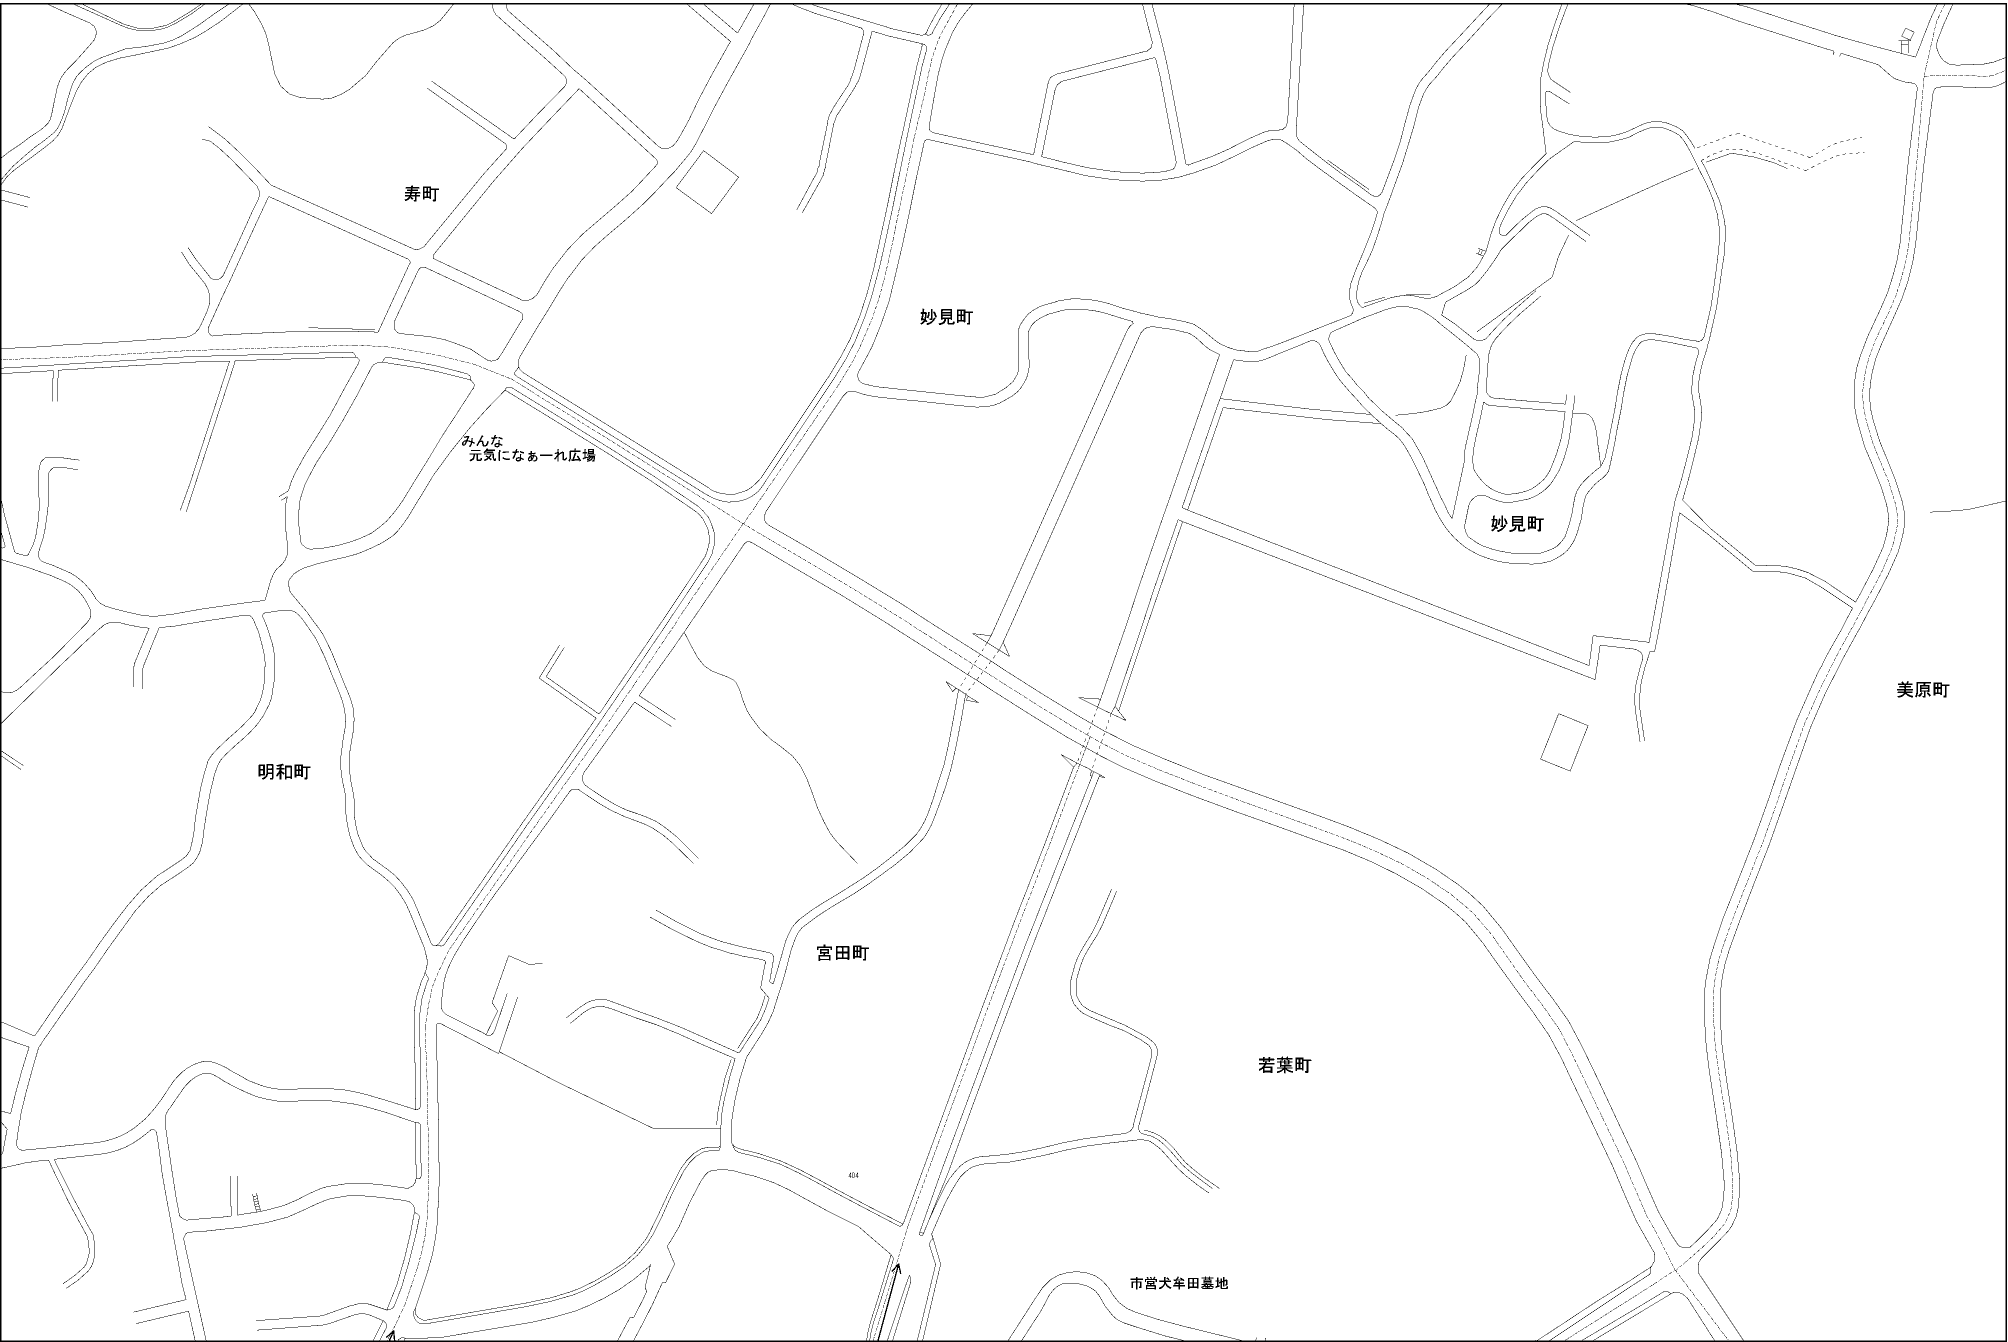 寿町
妙見町
みんな
元気になぁーれ広場
妙見町
美原町
明和町
宮田町
若葉町
404
市営犬牟田墓地